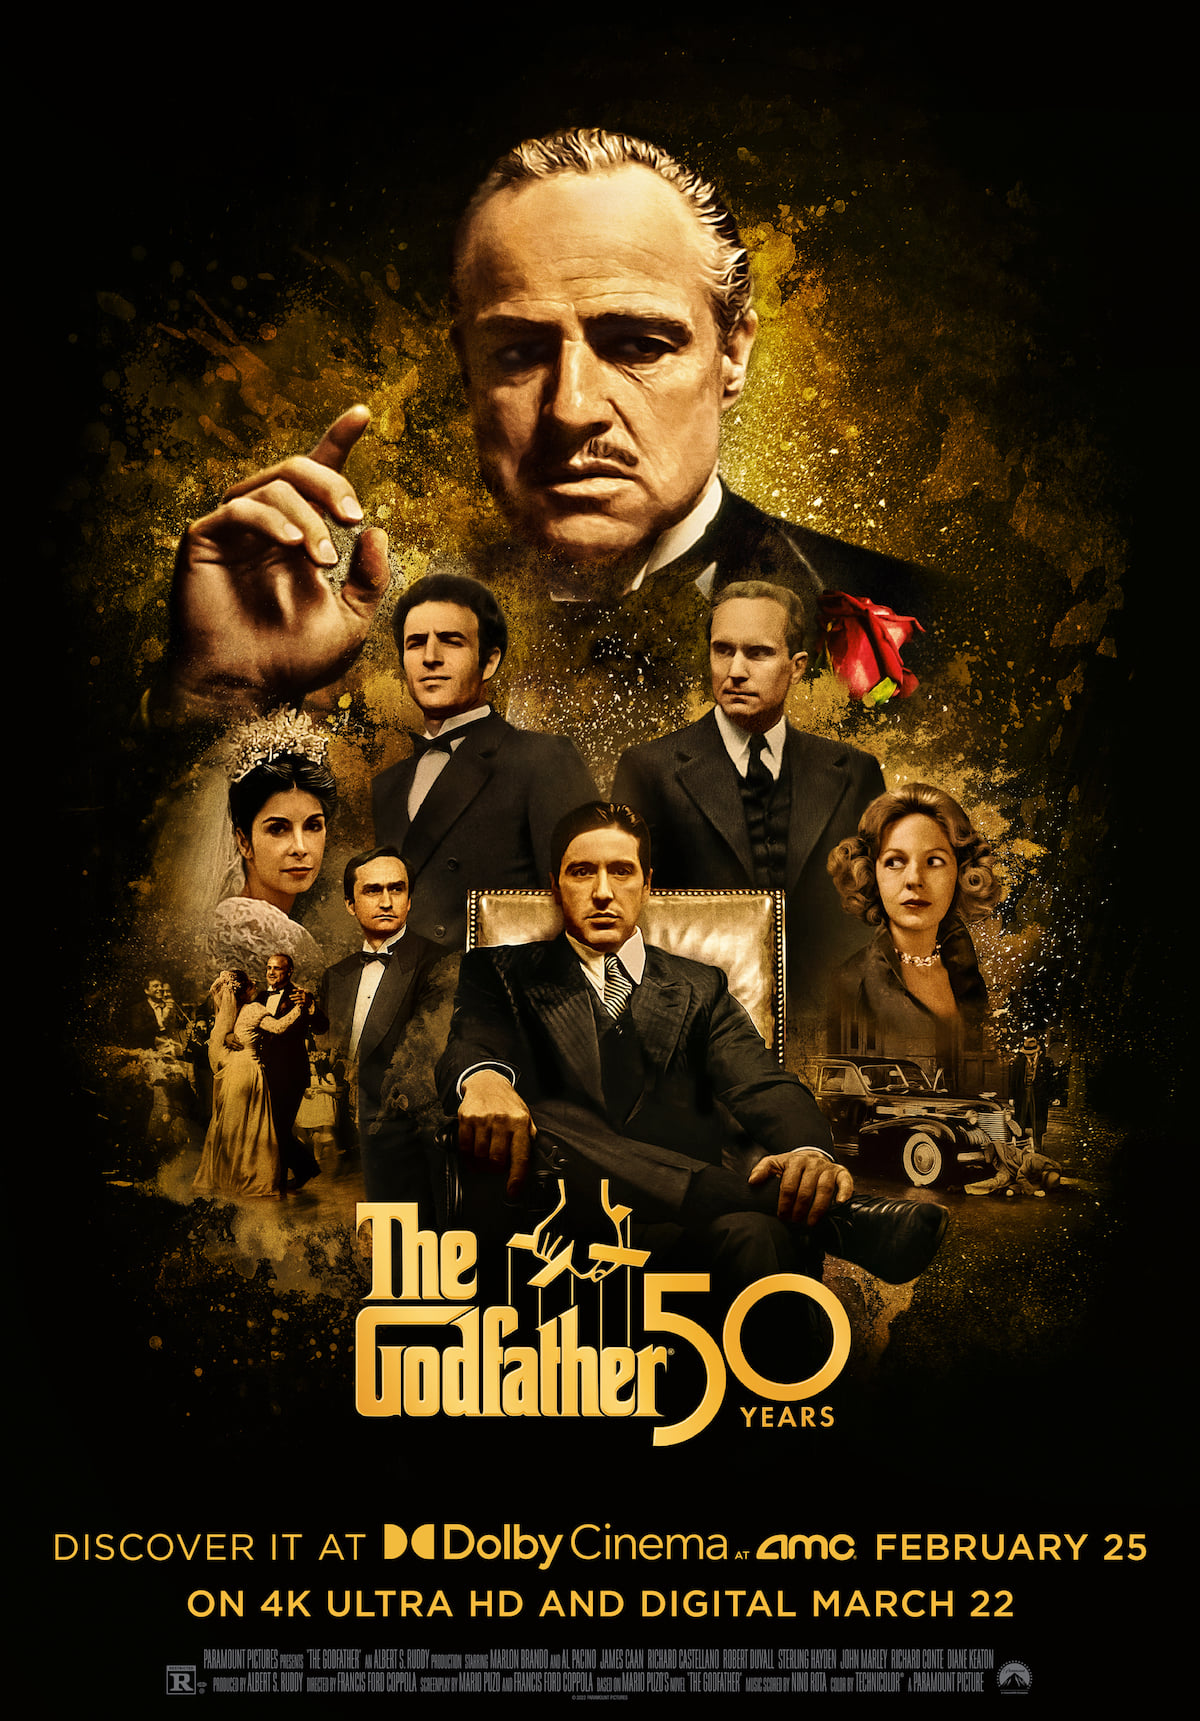 The
Godfather® 50
YEARS
DISCOVER IT AT Dolby Cinema AT amc FEBRUARY 25
ON 4K ULTRA HD AND DIGITAL MARCH 22
PARAMOUNT PICTURES PRESENTS "THE GODFATHER" AN ALBERT S. RUDDY PRODUCTION STARRING MARLON BRANDO AND AL PACINO JAMES CAAN RICHARD CASTELLANO ROBERT DUVALL STERLING HAYDEN JOHN MARLEY RICHARD CONTE DIANE KEATON
RESTRICTED
R PRODUCED BY ALBERT S. RUDDY DIRECTED BY FRANCIS FORD COPPOLA SCREENPLAY BY MARIO PUZO AND FRANCIS FORD COPPOLA BASED ON MARIO PUZO'S NOVEL "THE GODFATHER" MUSIC SCORED BY NINO ROTA COLOR BY TECHNICOLOR® A PARAMOUNT PICTURE
© 2022 PARAMOUNT PICTURES